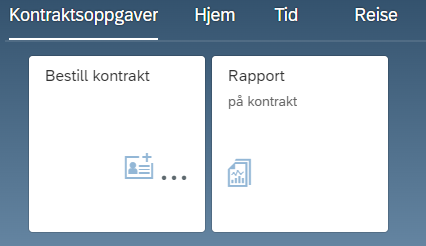 Kontraktsoppgaver Hjem Tid Reise
Bestill kontrakt
Rapport
på kontrakt
...